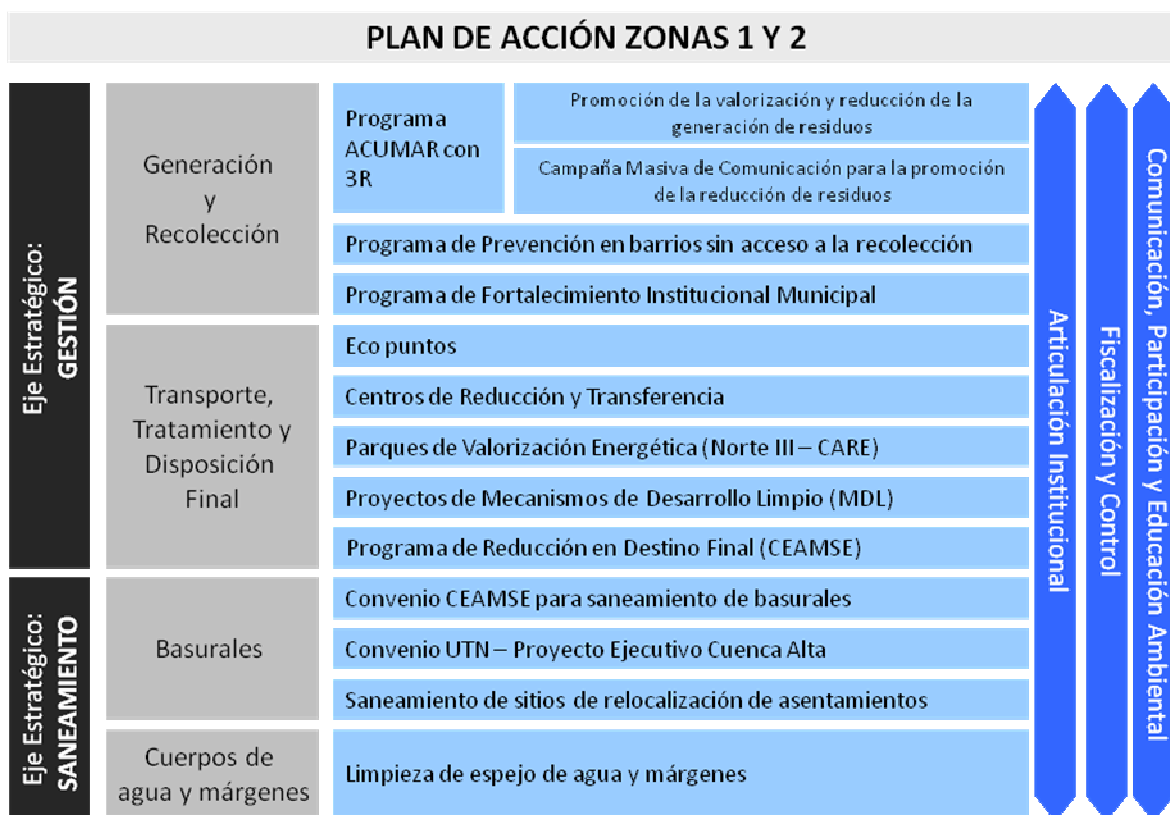 PLAN DE ACCIÓN ZONAS 1 Y 2
Eje Estratégico:
GESTIÓN
Generación
y
Recolección
Programa
ACUMAR con
3R
Promoción de la valorización y reducción de la
generación de residuos
Campaña Masiva de Comunicación para la promoción
de la reducción de residuos
Programa de Prevención en barrios sin acceso a la recolección
Programa de Fortalecimiento Institucional Municipal
Transporte,
Tratamiento y
Disposición
Final
Eco puntos
Centros de Reducción y Transferencia
Parques de Valorización Energética (Norte III – CARE)
Proyectos de Mecanismos de Desarrollo Limpio (MDL)
Programa de Reducción en Destino Final (CEAMSE)
Eje Estratégico:
SANEAMIENTO
Basurales
Convenio CEAMSE para saneamiento de basurales
Convenio UTN – Proyecto Ejecutivo Cuenca Alta
Saneamiento de sitios de relocalización de asentamientos
Cuerpos de
agua y márgenes
Limpieza de espejo de agua y márgenes
Articulación Institucional
Fiscalización y Control
Comunicación, Participación y Educación Ambiental